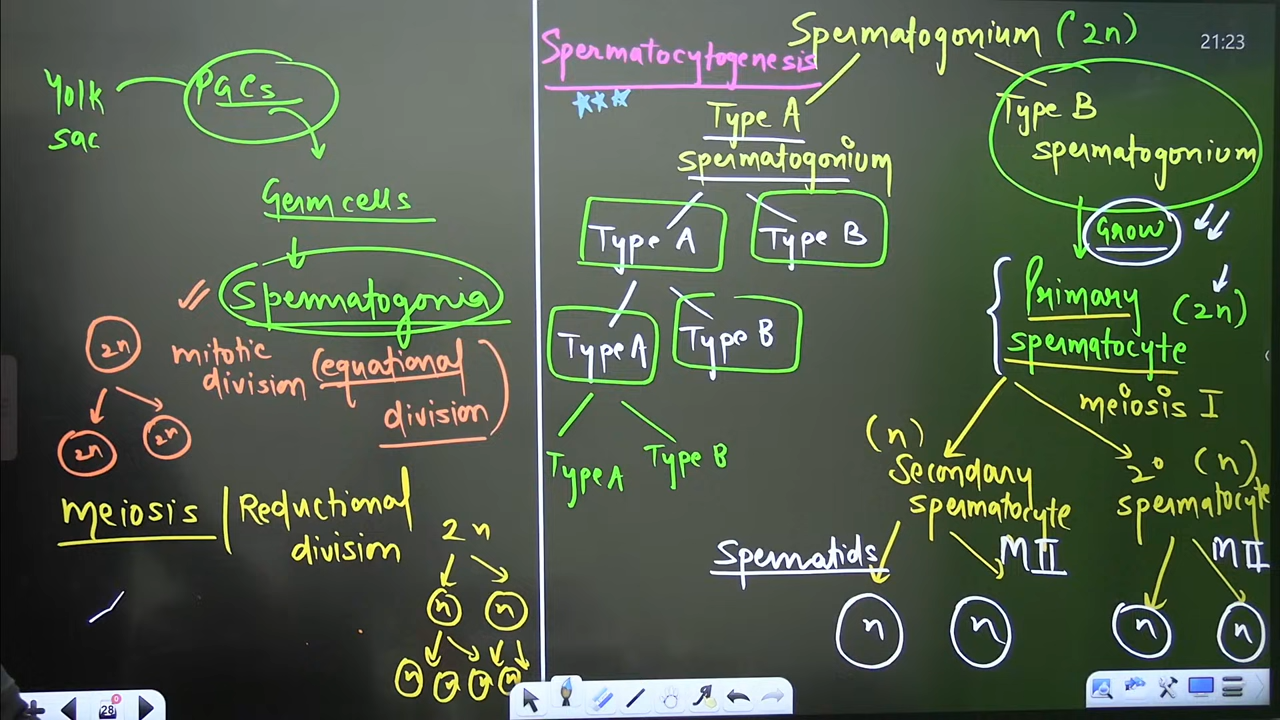 Yolk
sac
PGCs
Germ cells
Spermatogonia
2n
mitotic
division
(equational
division)
2n
2n
meiosis
Reductional
division
2n
n
n
n
n
n
n
28
Spermatocytogenesis
Spermatogonium (2n)
21:23
Type A
spermatogonium
Type B
spermatogonium
Type A
Type B
Type A
Type B
Type A
Type B
Grow
Primary
spermatocyte
(2n)
meiosis I
(n)
Secondary
spermatocyte
2° (n)
spermatocyte
MII
MII
Spermatids
n
n
n
n